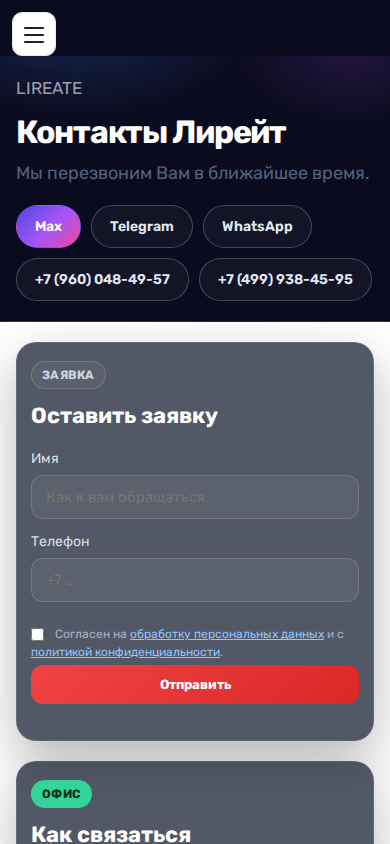 LIREATE
Контакты Лирейт
Мы перезвоним Вам в ближайшее время.
Max
Telegram
WhatsApp
+7 (960) 048-49-57
+7 (499) 938-45-95
ЗАЯВКА
Оставить заявку
Имя
Как к вам обращаться
Телефон
+7 ...
Согласен на обработку персональных данных и с
политикой конфиденциальности.
Отправить
ОФИС
Как связаться